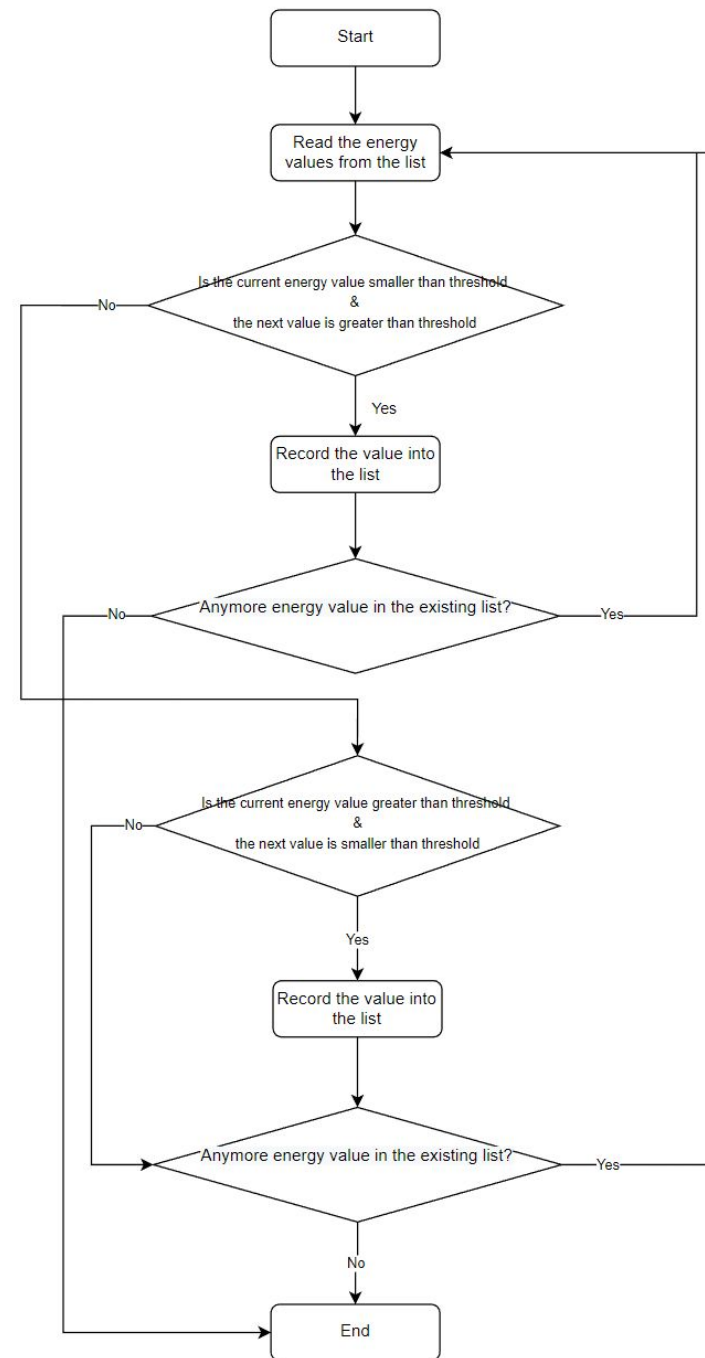 Start
Read the energy
values from the list
Is the current energy value smaller than threshold
&
the next value is greater than threshold
No
Yes
Record the value into
the list
Anymore energy value in the existing list?
No
Yes
Is the current energy value greater than threshold
&
the next value is smaller than threshold
No
Yes
Record the value into
the list
Anymore energy value in the existing list?
Yes
No
End